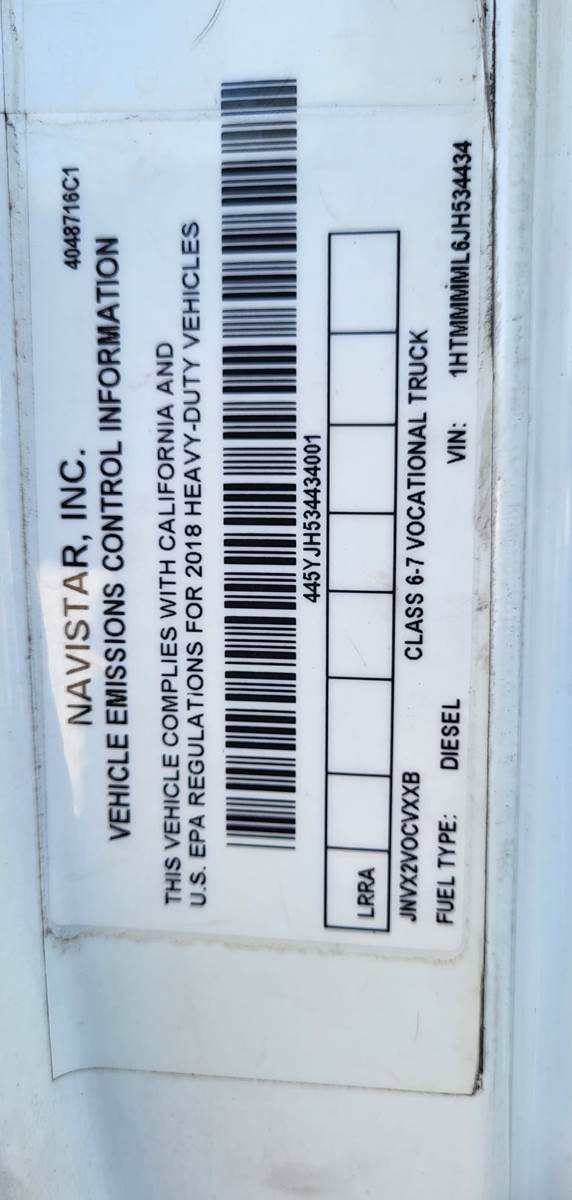 4048716C1
NAVISTAR, INC.
VEHICLE EMISSIONS CONTROL INFORMATION
THIS VEHICLE COMPLIES WITH CALIFORNIA AND
U.S. EPA REGULATIONS FOR 2018 HEAVY-DUTY VEHICLES
445YJH534434001
LRRA
JNVX2VOCVXXB CLASS 6-7 VOCATIONAL TRUCK
FUEL TYPE: DIESEL VIN: 1HTMMMML6JH534434